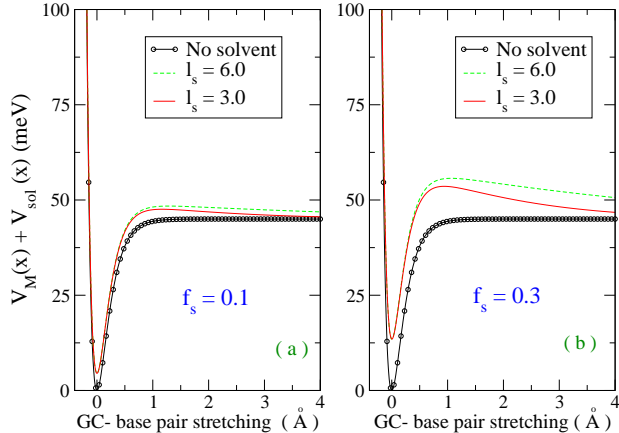 V_M(x) + V_sol (x) (meV)
100
75
50
25
0
No solvent
l_s = 6.0
l_s = 3.0
f_s = 0.1
( a )
0 1 2 3 4
GC- base pair stretching ( Å )
100
75
50
25
0
No solvent
l_s = 6.0
l_s = 3.0
f_s = 0.3
( b )
0 1 2 3 4
GC- base pair stretching ( Å )